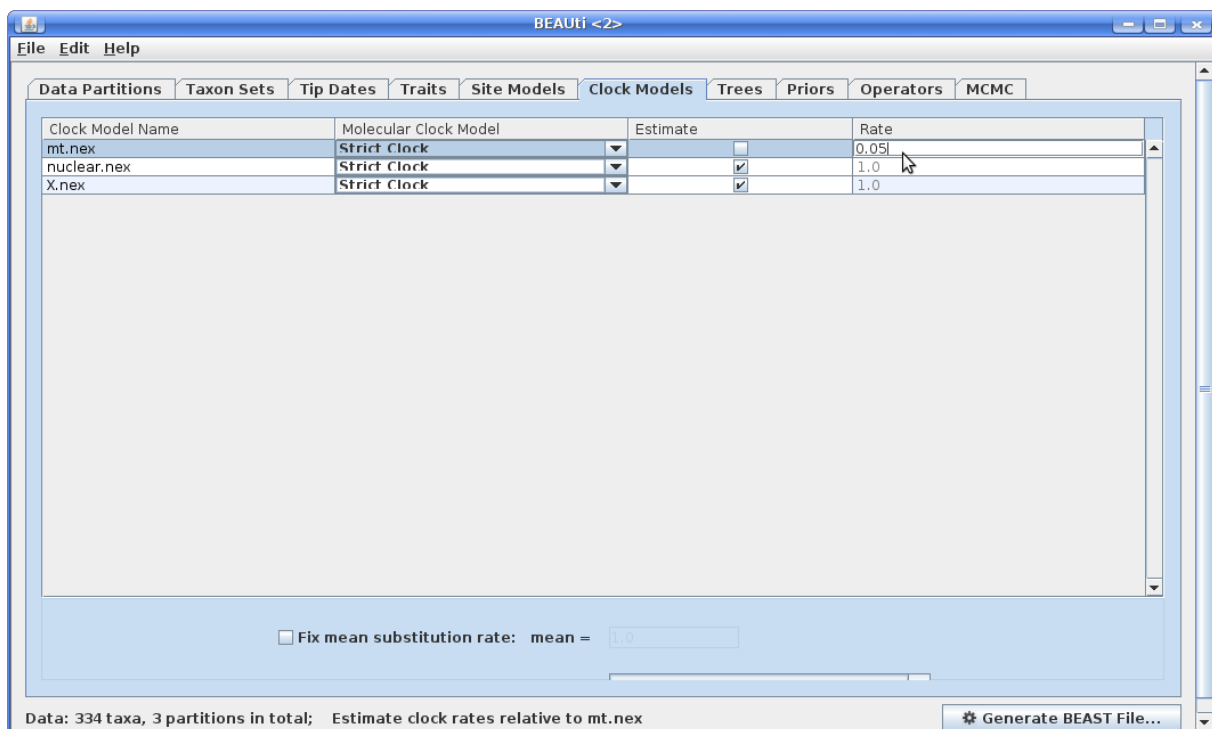 BEAUti <2>
File Edit Help
Data Partitions Taxon Sets Tip Dates Traits Site Models Clock Models Trees Priors Operators MCMC
Clock Model Name Molecular Clock Model Estimate Rate
mt.nex Strict Clock 0.05
nuclear.nex Strict Clock 1.0
X.nex Strict Clock 1.0
Fix mean substitution rate: mean = 1.0
Data: 334 taxa, 3 partitions in total; Estimate clock rates relative to mt.nex Generate BEAST File...